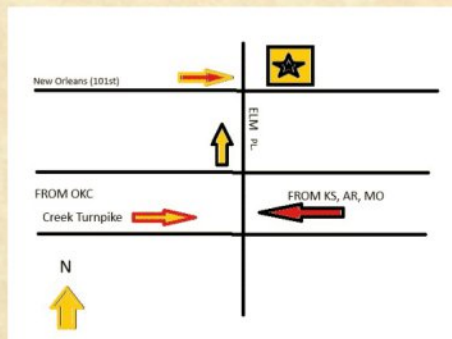 New Orleans (101st)
ELM PL.
FROM OKC
FROM KS, AR, MO
Creek Turnpike
N